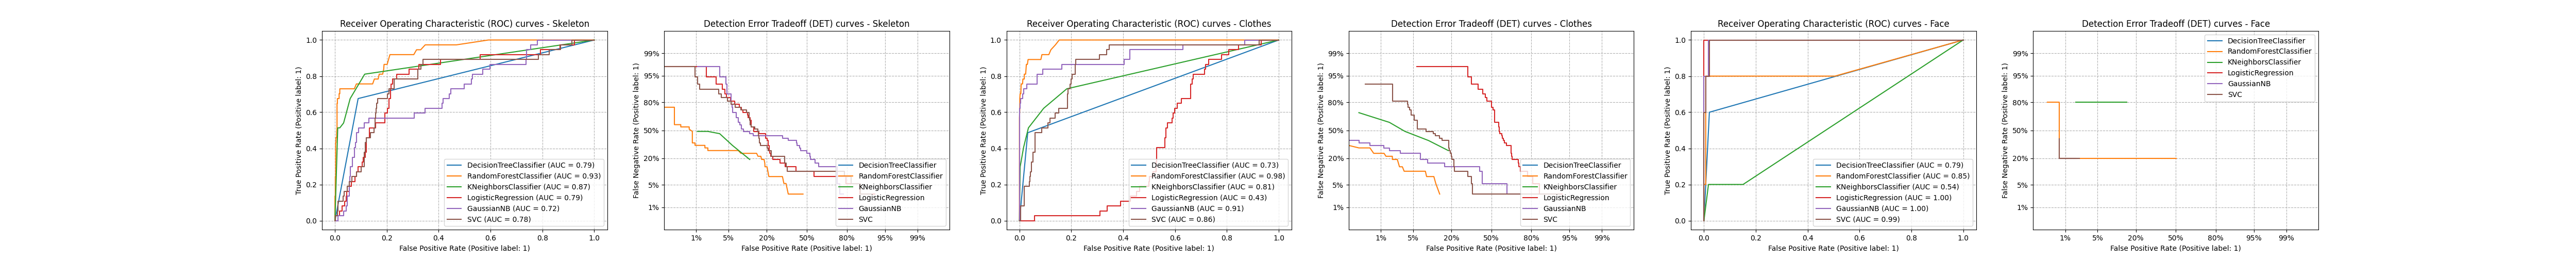 Receiver Operating Characteristic (ROC) curves - Skeleton
1.0
0.8
0.6
0.4
0.2
0.0
True Positive Rate (Positive label: 1)
DecisionTreeClassifier (AUC = 0.79)
RandomForestClassifier (AUC = 0.93)
KNeighborsClassifier (AUC = 0.87)
LogisticRegression (AUC = 0.79)
GaussianNB (AUC = 0.72)
SVC (AUC = 0.78)
0.0 0.2 0.4 0.6 0.8 1.0
False Positive Rate (Positive label: 1)
Detection Error Tradeoff (DET) curves - Skeleton
99%
95%
80%
50%
20%
5%
1%
False Negative Rate (Positive label: 1)
DecisionTreeClassifier
RandomForestClassifier
KNeighborsClassifier
LogisticRegression
GaussianNB
SVC
1% 5% 20% 50% 80% 95% 99%
False Positive Rate (Positive label: 1)
Receiver Operating Characteristic (ROC) curves - Clothes
1.0
0.8
0.6
0.4
0.2
0.0
True Positive Rate (Positive label: 1)
DecisionTreeClassifier (AUC = 0.73)
RandomForestClassifier (AUC = 0.98)
KNeighborsClassifier (AUC = 0.81)
LogisticRegression (AUC = 0.43)
GaussianNB (AUC = 0.91)
SVC (AUC = 0.86)
0.0 0.2 0.4 0.6 0.8 1.0
False Positive Rate (Positive label: 1)
Detection Error Tradeoff (DET) curves - Clothes
99%
95%
80%
50%
20%
5%
1%
False Negative Rate (Positive label: 1)
DecisionTreeClassifier
RandomForestClassifier
KNeighborsClassifier
LogisticRegression
GaussianNB
SVC
1% 5% 20% 50% 80% 95% 99%
False Positive Rate (Positive label: 1)
Receiver Operating Characteristic (ROC) curves - Face
1.0
0.8
0.6
0.4
0.2
0.0
True Positive Rate (Positive label: 1)
DecisionTreeClassifier (AUC = 0.79)
RandomForestClassifier (AUC = 0.85)
KNeighborsClassifier (AUC = 0.54)
LogisticRegression (AUC = 1.00)
GaussianNB (AUC = 1.00)
SVC (AUC = 0.99)
0.0 0.2 0.4 0.6 0.8 1.0
False Positive Rate (Positive label: 1)
Detection Error Tradeoff (DET) curves - Face
99%
95%
80%
50%
20%
5%
1%
False Negative Rate (Positive label: 1)
DecisionTreeClassifier
RandomForestClassifier
KNeighborsClassifier
LogisticRegression
GaussianNB
SVC
1% 5% 20% 50% 80% 95% 99%
False Positive Rate (Positive label: 1)